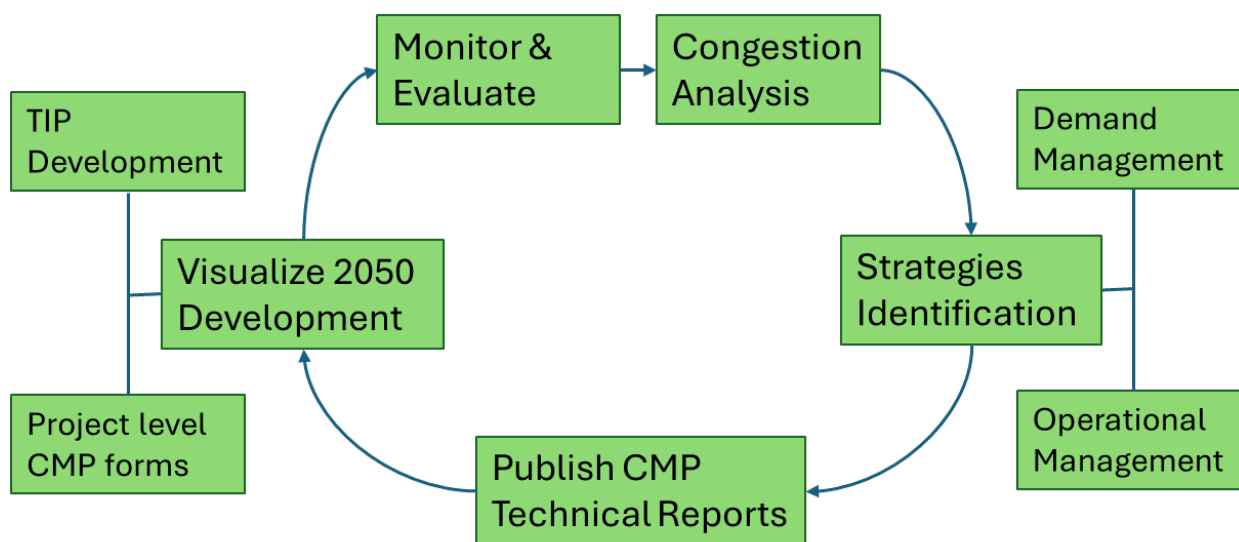 Monitor &
Evaluate
Congestion
Analysis
TIP
Development
Demand
Management
Visualize 2050
Development
Strategies
Identification
Project level
CMP forms
Operational
Management
Publish CMP
Technical Reports